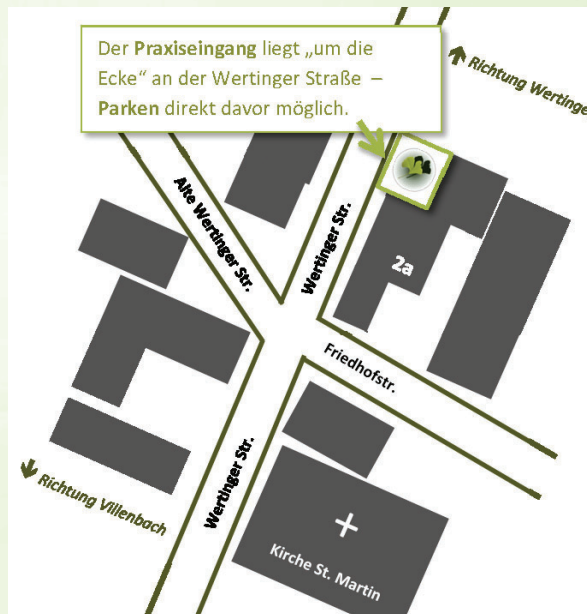 Der Praxiseingang liegt „um die
Ecke“ an der Wertinger Straße –
Parken direkt davor möglich.
Richtung Wertinge
Alte Wertinger Str.
Wertinger Str.
2a
Friedhofstr.
Wertinger Str.
Richtung Villenbach
Kirche St. Martin